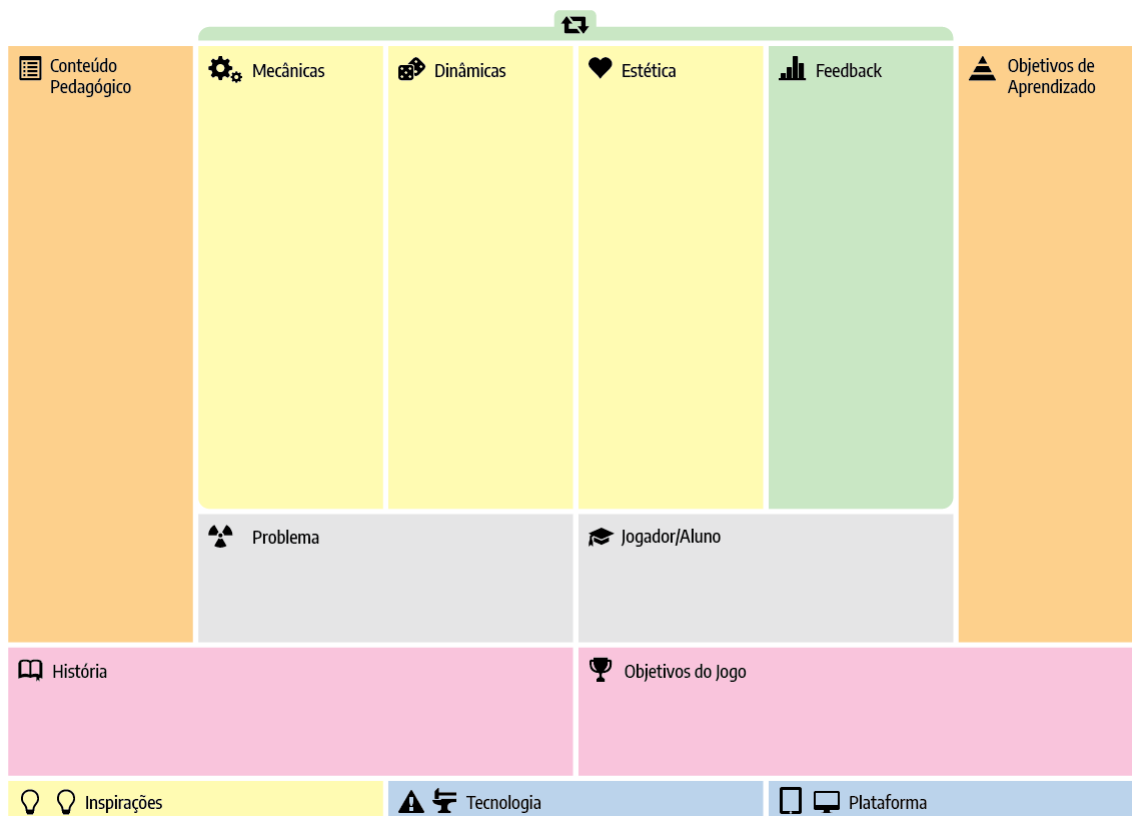 Conteúdo
Pedagógico
Mecânicas
Dinâmicas
Estética
Feedback
Objetivos de
Aprendizado
Problema
Jogador/Aluno
História
Objetivos do Jogo
Inspirações
Tecnologia
Plataforma